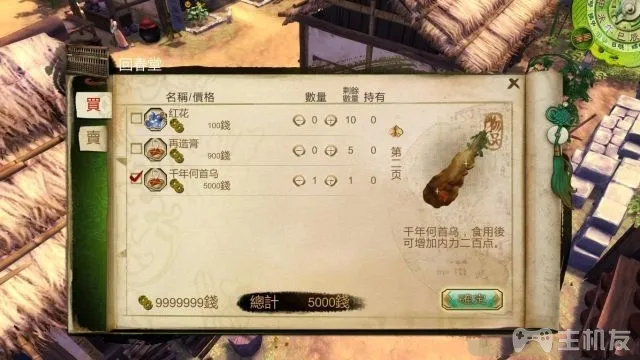 回春堂
買
賣
名稱/價格 數量 剩餘數量 持有
红花
100錢 0 10 0
再造膏
900錢 0 5 0
千年何首乌
5000錢 1 1 0
第二页
千年何首乌，食用後
可增加内力二百点。
9999999錢 總計 5000錢
確定
主机友